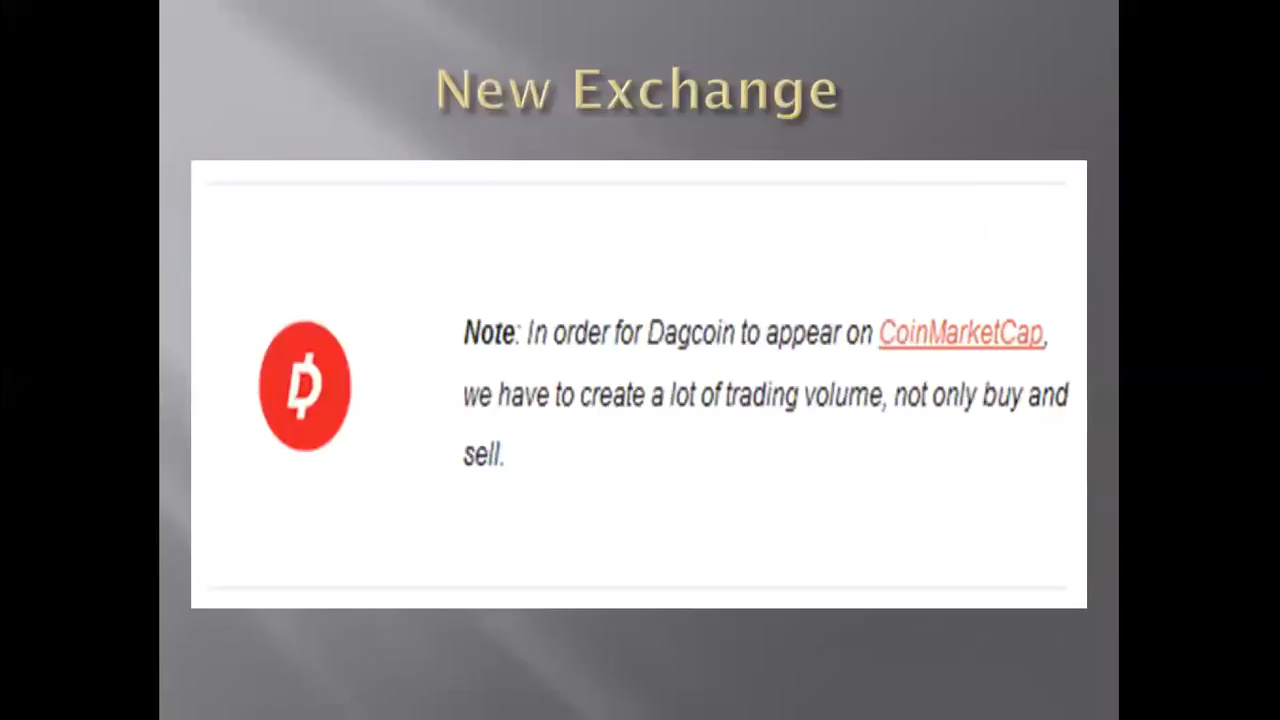 New Exchange
Note: In order for Dagcoin to appear on CoinMarketCap,
we have to create a lot of trading volume, not only buy and
sell.